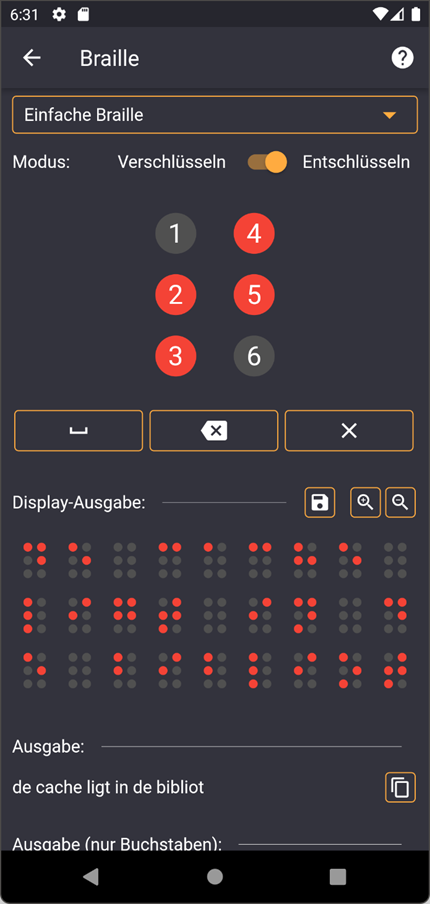 6:31
Braille
Einfache Braille
Modus: Verschlüsseln Entschlüsseln
1 4
2 5
3 6
Display-Ausgabe:
Ausgabe:
de cache ligt in de bibliot
Ausgabe (nur Buchstaben):